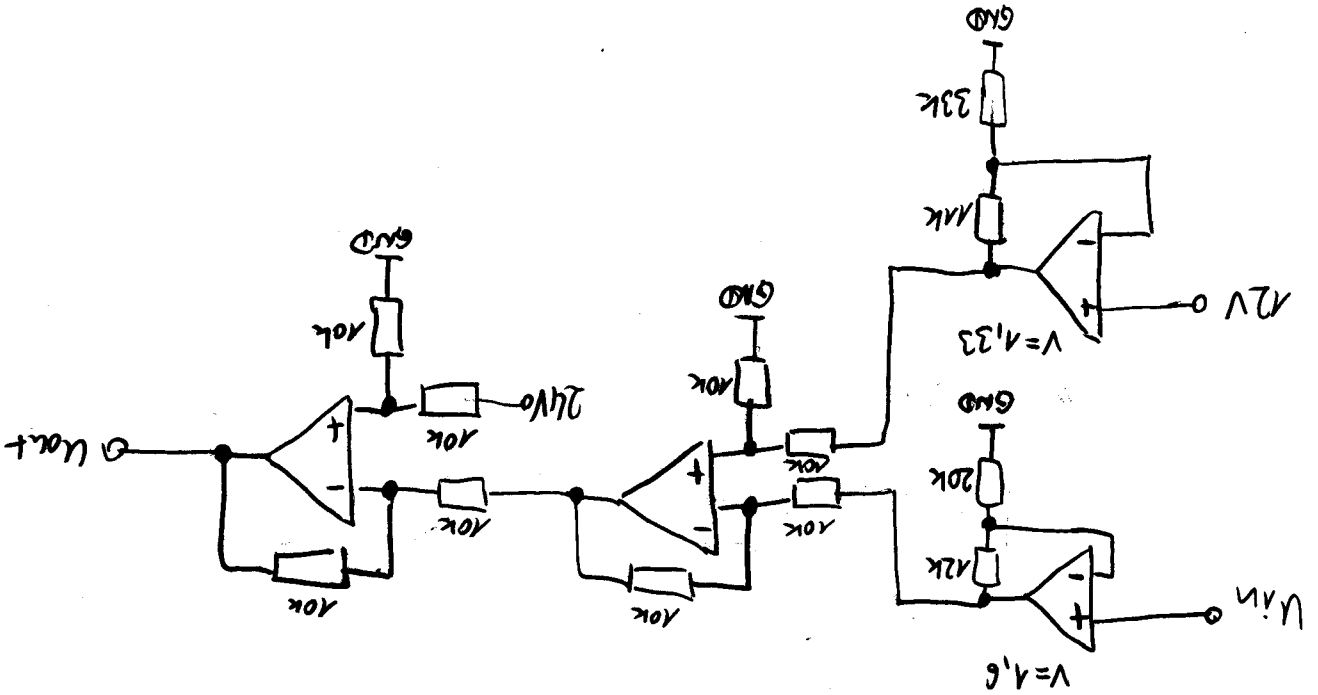 V=1,6
Uin
+
-
12k
20k
GND
V=1,33
12V
+
-
11k
33k
GND
10k
10k
-
+
10k
10k
GND
10k
10k
-
+
10k
24V
10k
GND
Uout